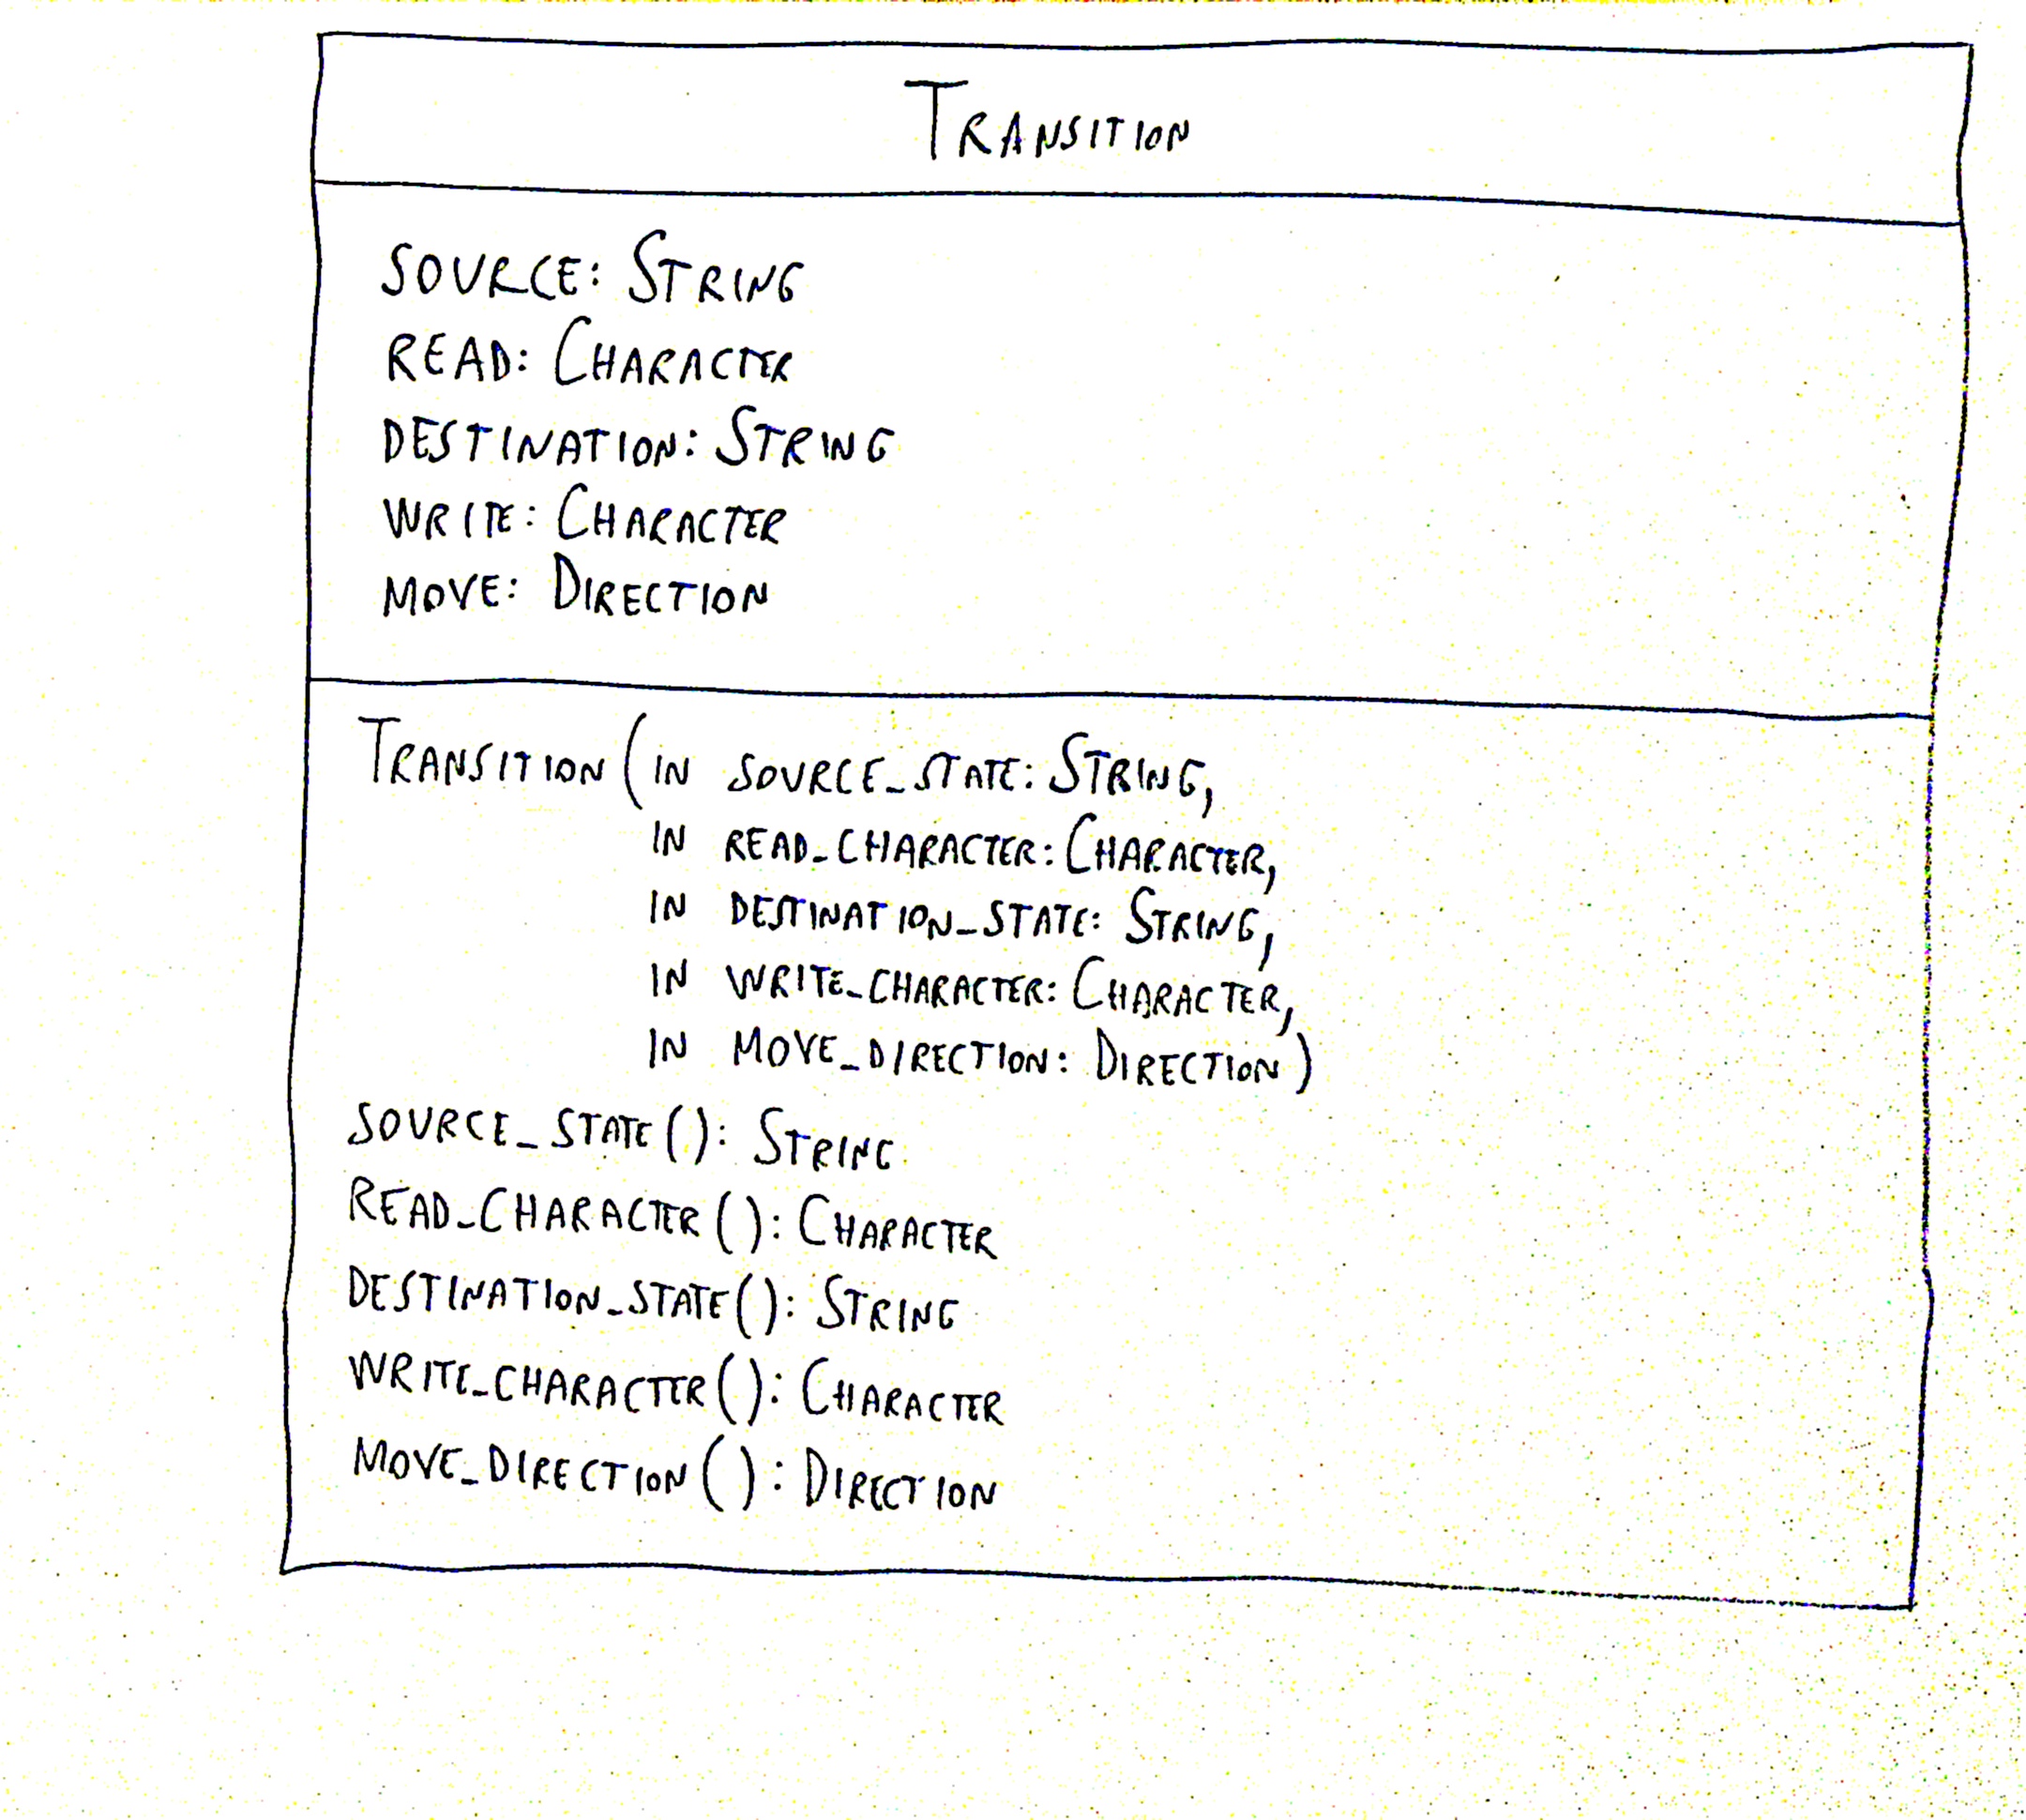 Transition
source: String
read: Character
destination: String
write: Character
move: Direction
Transition(in source_state: String,
in read_character: Character,
in destination_state: String,
in write_character: Character,
in move_direction: Direction)
source_state(): String
read_character(): Character
destination_state(): String
write_character(): Character
move_direction(): Direction